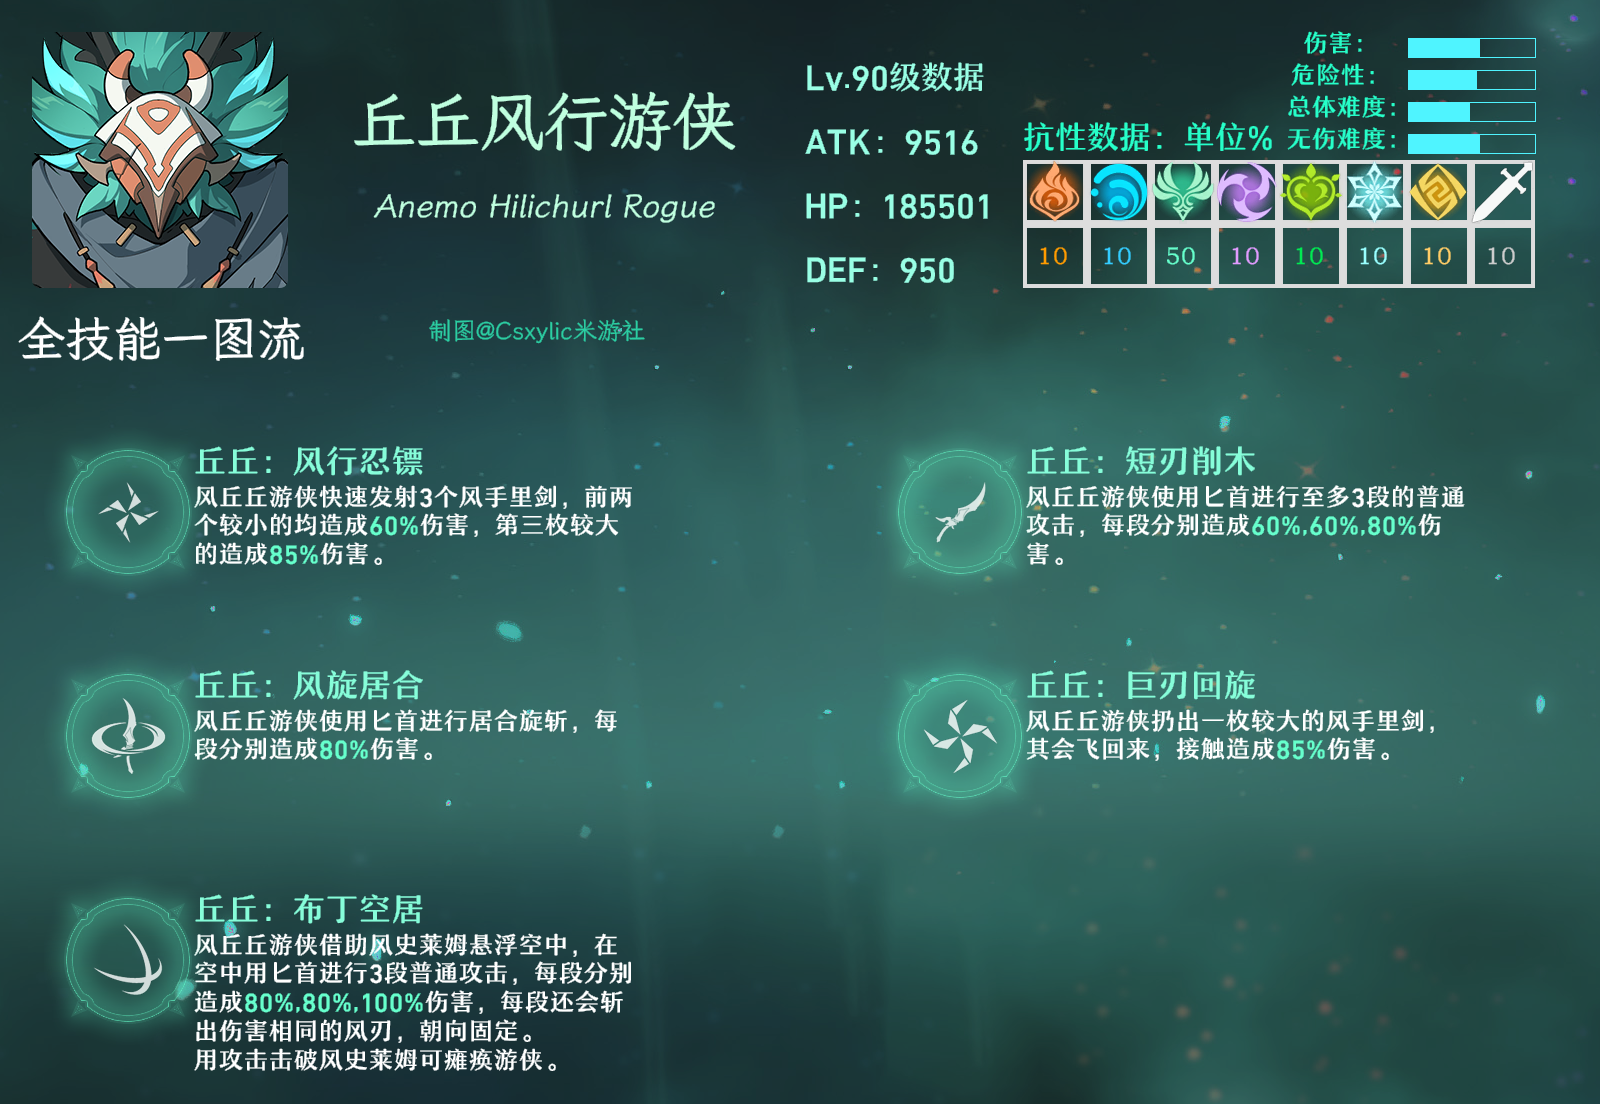 丘丘风行游侠
Anemo Hilichurl Rogue
全技能一图流
制图@Csxylic米游社
Lv.90级数据
ATK：9516
HP：185501
DEF：950
伤害：
危险性：
总体难度：
无伤难度：
抗性数据：单位%
10 10 50 10 10 10 10 10
丘丘：风行忍镖
风丘丘游侠快速发射3个风手里剑，前两
个较小的均造成60%伤害，第三枚较大
的造成85%伤害。
丘丘：短刃削木
风丘丘游侠使用匕首进行至多3段的普通
攻击，每段分别造成60%,60%,80%伤
害。
丘丘：风旋居合
风丘丘游侠使用匕首进行居合旋斩，每
段分别造成80%伤害。
丘丘：巨刃回旋
风丘丘游侠扔出一枚较大的风手里剑，
其会飞回来，接触造成85%伤害。
丘丘：布丁空居
风丘丘游侠借助风史莱姆悬浮空中，在
空中用匕首进行3段普通攻击，每段分别
造成80%,80%,100%伤害，每段还会斩
出伤害相同的风刃，朝向固定。
用攻击击破风史莱姆可瘫痪游侠。